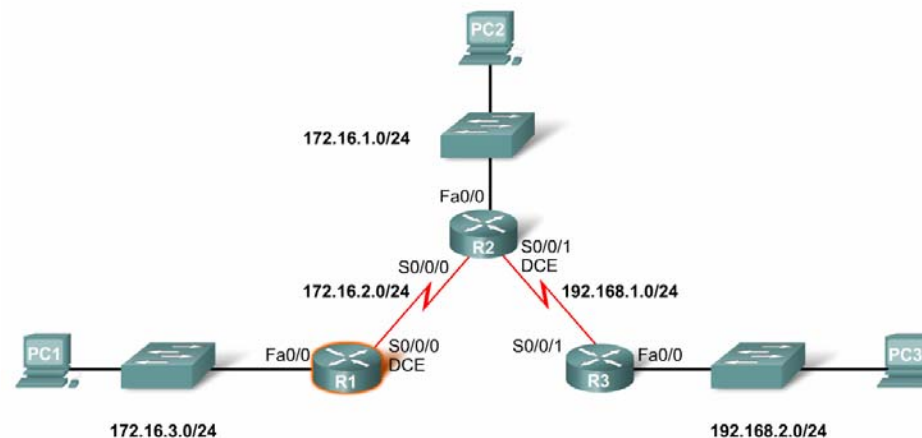 PC2
172.16.1.0/24
Fa0/0
R2
S0/0/1
DCE
S0/0/0
172.16.2.0/24
192.168.1.0/24
PC1
Fa0/0
R1
S0/0/0
DCE
S0/0/1
R3
Fa0/0
PC3
172.16.3.0/24
192.168.2.0/24